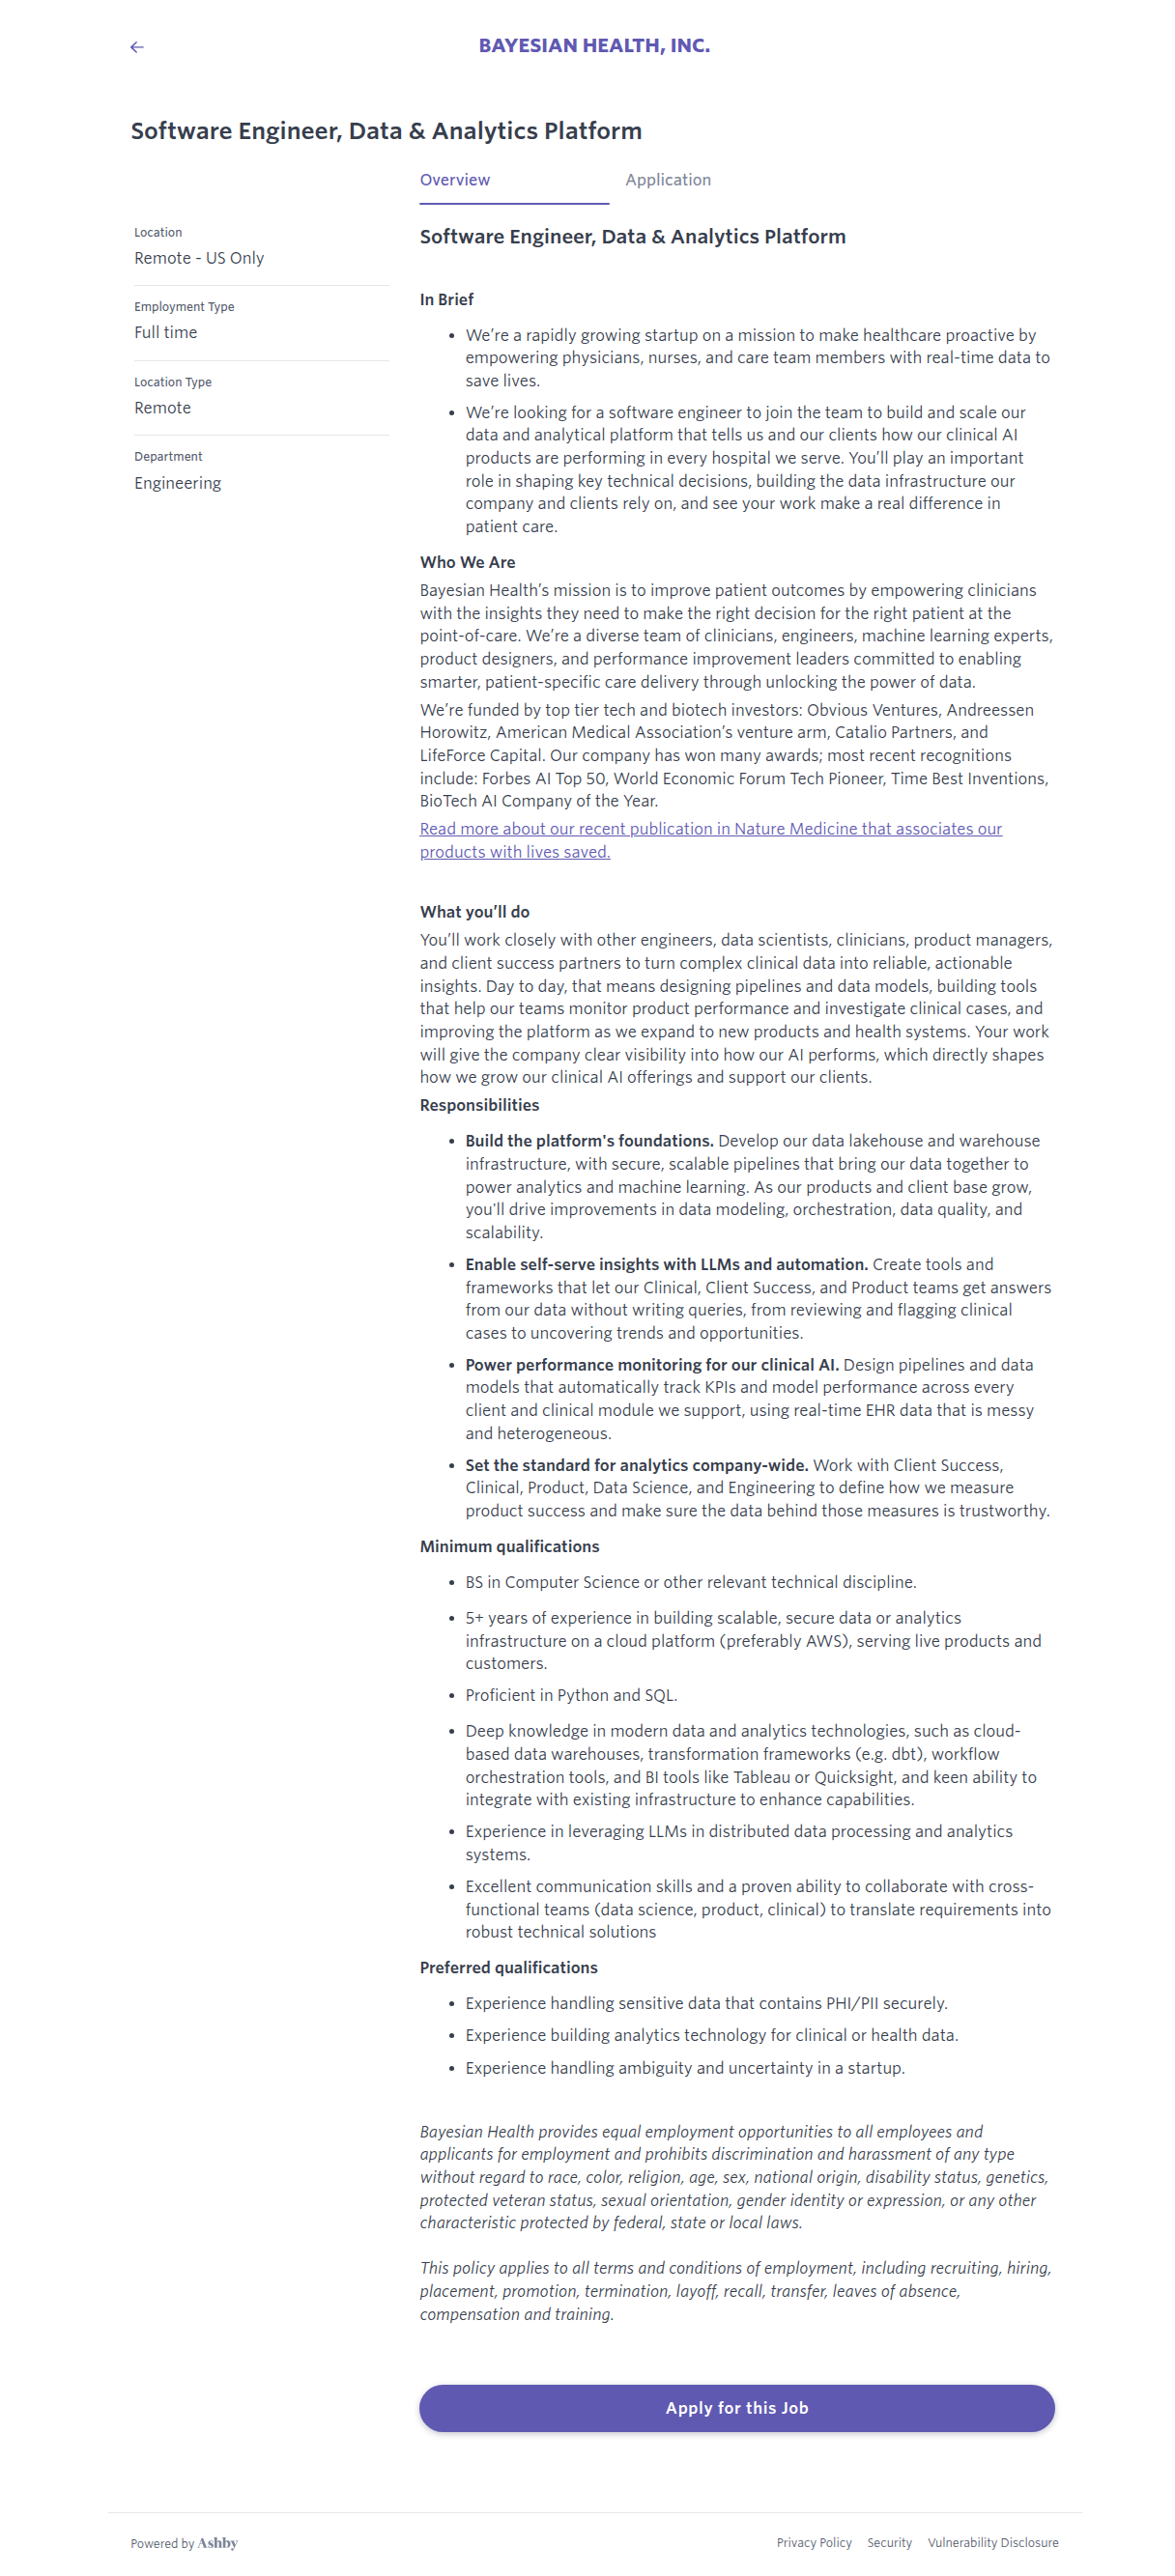 BAYESIAN HEALTH, INC.
Software Engineer, Data & Analytics Platform
Overview
Application
Location
Remote - US Only
Employment Type
Full time
Location Type
Remote
Department
Engineering
Software Engineer, Data & Analytics Platform
In Brief
• We’re a rapidly growing startup on a mission to make healthcare proactive by
empowering physicians, nurses, and care team members with real-time data to
save lives.
• We’re looking for a software engineer to join the team to build and scale our
data and analytical platform that tells us and our clients how our clinical AI
products are performing in every hospital we serve. You’ll play an important
role in shaping key technical decisions, building the data infrastructure our
company and clients rely on, and see your work make a real difference in
patient care.
Who We Are
Bayesian Health’s mission is to improve patient outcomes by empowering clinicians
with the insights they need to make the right decision for the right patient at the
point-of-care. We’re a diverse team of clinicians, engineers, machine learning experts,
product designers, and performance improvement leaders committed to enabling
smarter, patient-specific care delivery through unlocking the power of data.
We’re funded by top tier tech and biotech investors: Obvious Ventures, Andreessen
Horowitz, American Medical Association’s venture arm, Catalio Partners, and
LifeForce Capital. Our company has won many awards; most recent recognitions
include: Forbes AI Top 50, World Economic Forum Tech Pioneer, Time Best Inventions,
BioTech AI Company of the Year.
Read more about our recent publication in Nature Medicine that associates our
products with lives saved.
What you’ll do
You’ll work closely with other engineers, data scientists, clinicians, product managers,
and client success partners to turn complex clinical data into reliable, actionable
insights. Day to day, that means designing pipelines and data models, building tools
that help our teams monitor product performance and investigate clinical cases, and
improving the platform as we expand to new products and health systems. Your work
will give the company clear visibility into how our AI performs, which directly shapes
how we grow our clinical AI offerings and support our clients.
Responsibilities
• Build the platform's foundations. Develop our data lakehouse and warehouse
infrastructure, with secure, scalable pipelines that bring our data together to
power analytics and machine learning. As our products and client base grow,
you'll drive improvements in data modeling, orchestration, data quality, and
scalability.
• Enable self-serve insights with LLMs and automation. Create tools and
frameworks that let our Clinical, Client Success, and Product teams get answers
from our data without writing queries, from reviewing and flagging clinical
cases to uncovering trends and opportunities.
• Power performance monitoring for our clinical AI. Design pipelines and data
models that automatically track KPIs and model performance across every
client and clinical module we support, using real-time EHR data that is messy
and heterogeneous.
• Set the standard for analytics company-wide. Work with Client Success,
Clinical, Product, Data Science, and Engineering to define how we measure
product success and make sure the data behind those measures is trustworthy.
Minimum qualifications
• BS in Computer Science or other relevant technical discipline.
• 5+ years of experience in building scalable, secure data or analytics
infrastructure on a cloud platform (preferably AWS), serving live products and
customers.
• Proficient in Python and SQL.
• Deep knowledge in modern data and analytics technologies, such as cloud-
based data warehouses, transformation frameworks (e.g. dbt), workflow
orchestration tools, and BI tools like Tableau or Quicksight, and keen ability to
integrate with existing infrastructure to enhance capabilities.
• Experience in leveraging LLMs in distributed data processing and analytics
systems.
• Excellent communication skills and a proven ability to collaborate with cross-
functional teams (data science, product, clinical) to translate requirements into
robust technical solutions
Preferred qualifications
• Experience handling sensitive data that contains PHI/PII securely.
• Experience building analytics technology for clinical or health data.
• Experience handling ambiguity and uncertainty in a startup.
Bayesian Health provides equal employment opportunities to all employees and
applicants for employment and prohibits discrimination and harassment of any type
without regard to race, color, religion, age, sex, national origin, disability status, genetics,
protected veteran status, sexual orientation, gender identity or expression, or any other
characteristic protected by federal, state or local laws.
This policy applies to all terms and conditions of employment, including recruiting, hiring,
placement, promotion, termination, layoff, recall, transfer, leaves of absence,
compensation and training.
Apply for this Job
Powered by Ashby
Privacy Policy Security Vulnerability Disclosure